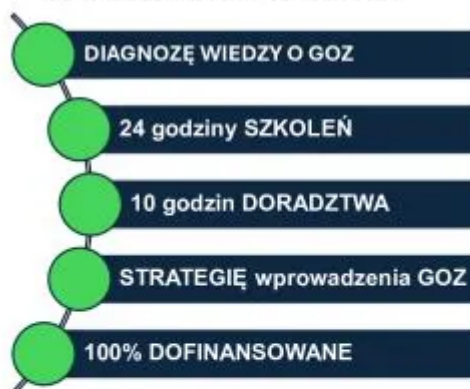 DIAGNOZĘ WIEDZY O GOZ
24 godziny SZKOLEŃ
10 godzin DORADZTWA
STRATEGIĘ wprowadzenia GOZ
100% DOFINANSOWANE